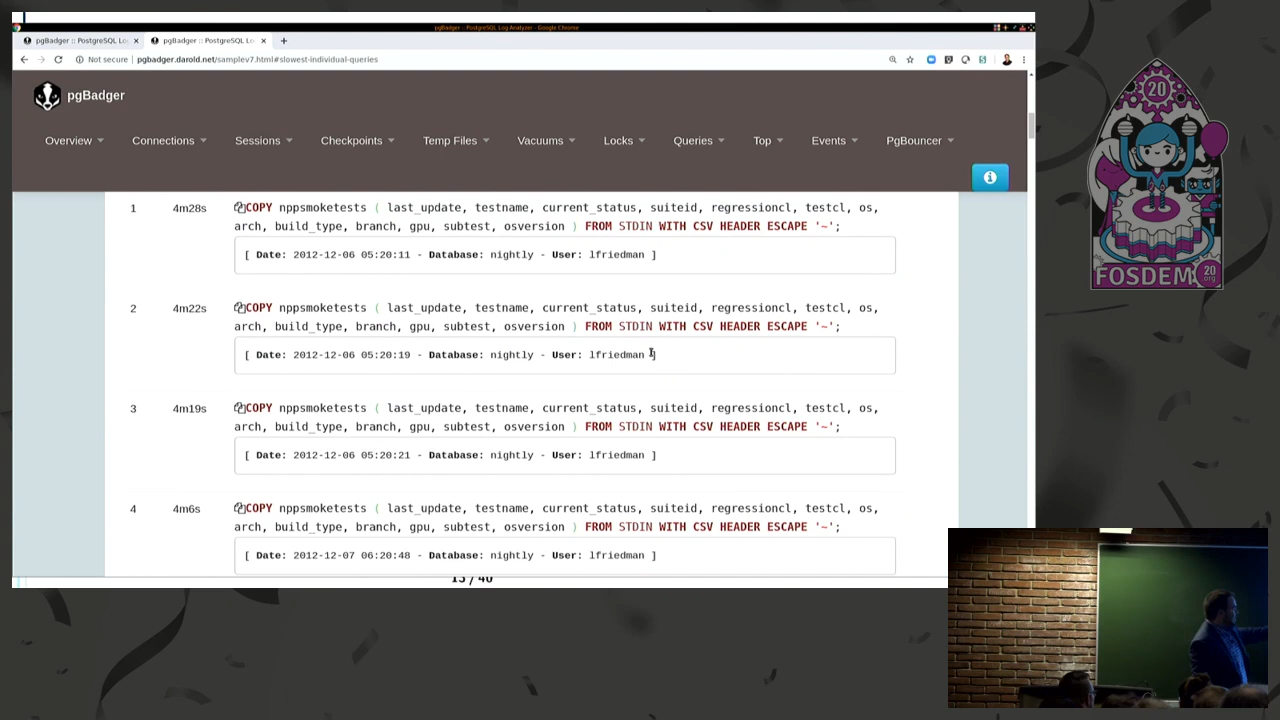 pgBadger :: PostgreSQL Log Analyzer - Google Chrome
pgBadger :: PostgreSQL Lo
pgBadger :: PostgreSQL Lo
Not secure
pgbadger.darold.net/samplev7.html#slowest-individual-queries
pgBadger
Overview
Connections
Sessions
Checkpoints
Temp Files
Vacuums
Locks
Queries
Top
Events
PgBouncer
1 4m28s COPY nppsmoketests ( last_update, testname, current_status, suiteid, regressioncl, testcl, os,
arch, build_type, branch, gpu, subtest, osversion ) FROM STDIN WITH CSV HEADER ESCAPE '~';
[ Date: 2012-12-06 05:20:11 - Database: nightly - User: lfriedman ]
2 4m22s COPY nppsmoketests ( last_update, testname, current_status, suiteid, regressioncl, testcl, os,
arch, build_type, branch, gpu, subtest, osversion ) FROM STDIN WITH CSV HEADER ESCAPE '~';
[ Date: 2012-12-06 05:20:19 - Database: nightly - User: lfriedman ]
3 4m19s COPY nppsmoketests ( last_update, testname, current_status, suiteid, regressioncl, testcl, os,
arch, build_type, branch, gpu, subtest, osversion ) FROM STDIN WITH CSV HEADER ESCAPE '~';
[ Date: 2012-12-06 05:20:21 - Database: nightly - User: lfriedman ]
4 4m6s COPY nppsmoketests ( last_update, testname, current_status, suiteid, regressioncl, testcl, os,
arch, build_type, branch, gpu, subtest, osversion ) FROM STDIN WITH CSV HEADER ESCAPE '~';
[ Date: 2012-12-07 06:20:48 - Database: nightly - User: lfriedman ]
20
FOSDEM
20
.org